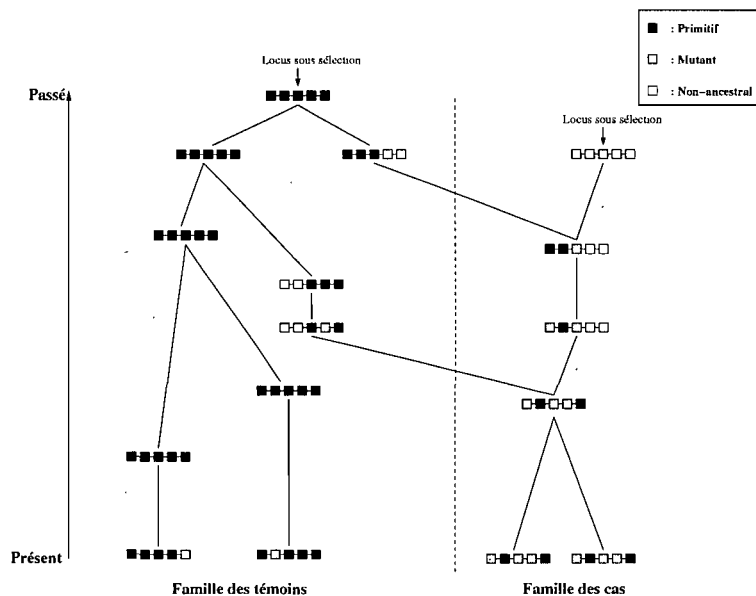 : Primitif
: Mutant
: Non-ancestral
Locus sous sélection
Passé
Locus sous sélection
Présent
Famille des témoins
Famille des cas